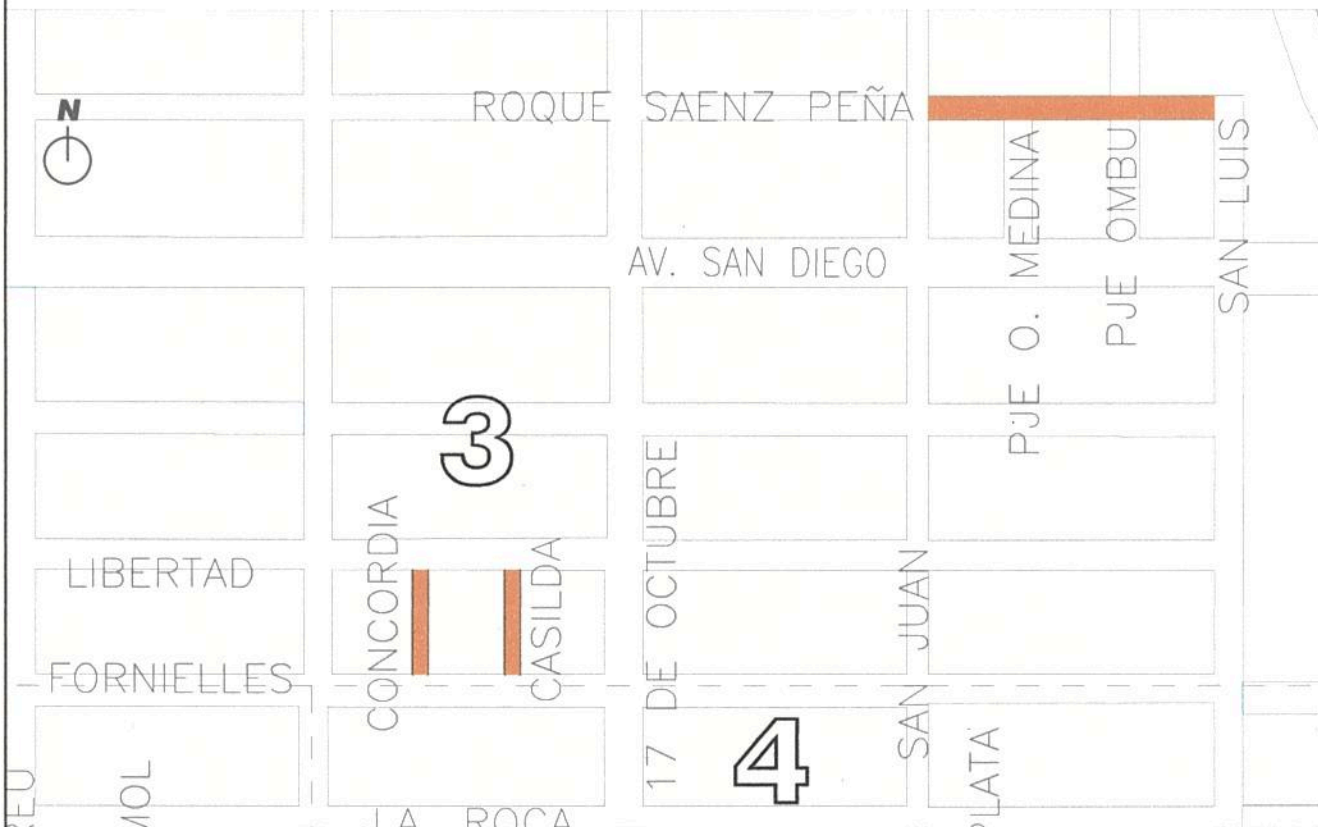 N
ROQUE SAENZ PEÑA
PJE O. MEDINA
PJE OMBU
SAN LUIS
AV. SAN DIEGO
3
CONCORDIA
CASILDA
17 DE OCTUBRE
SAN JUAN
LIBERTAD
FORNIELLES
4
PLATA
LA ROCA